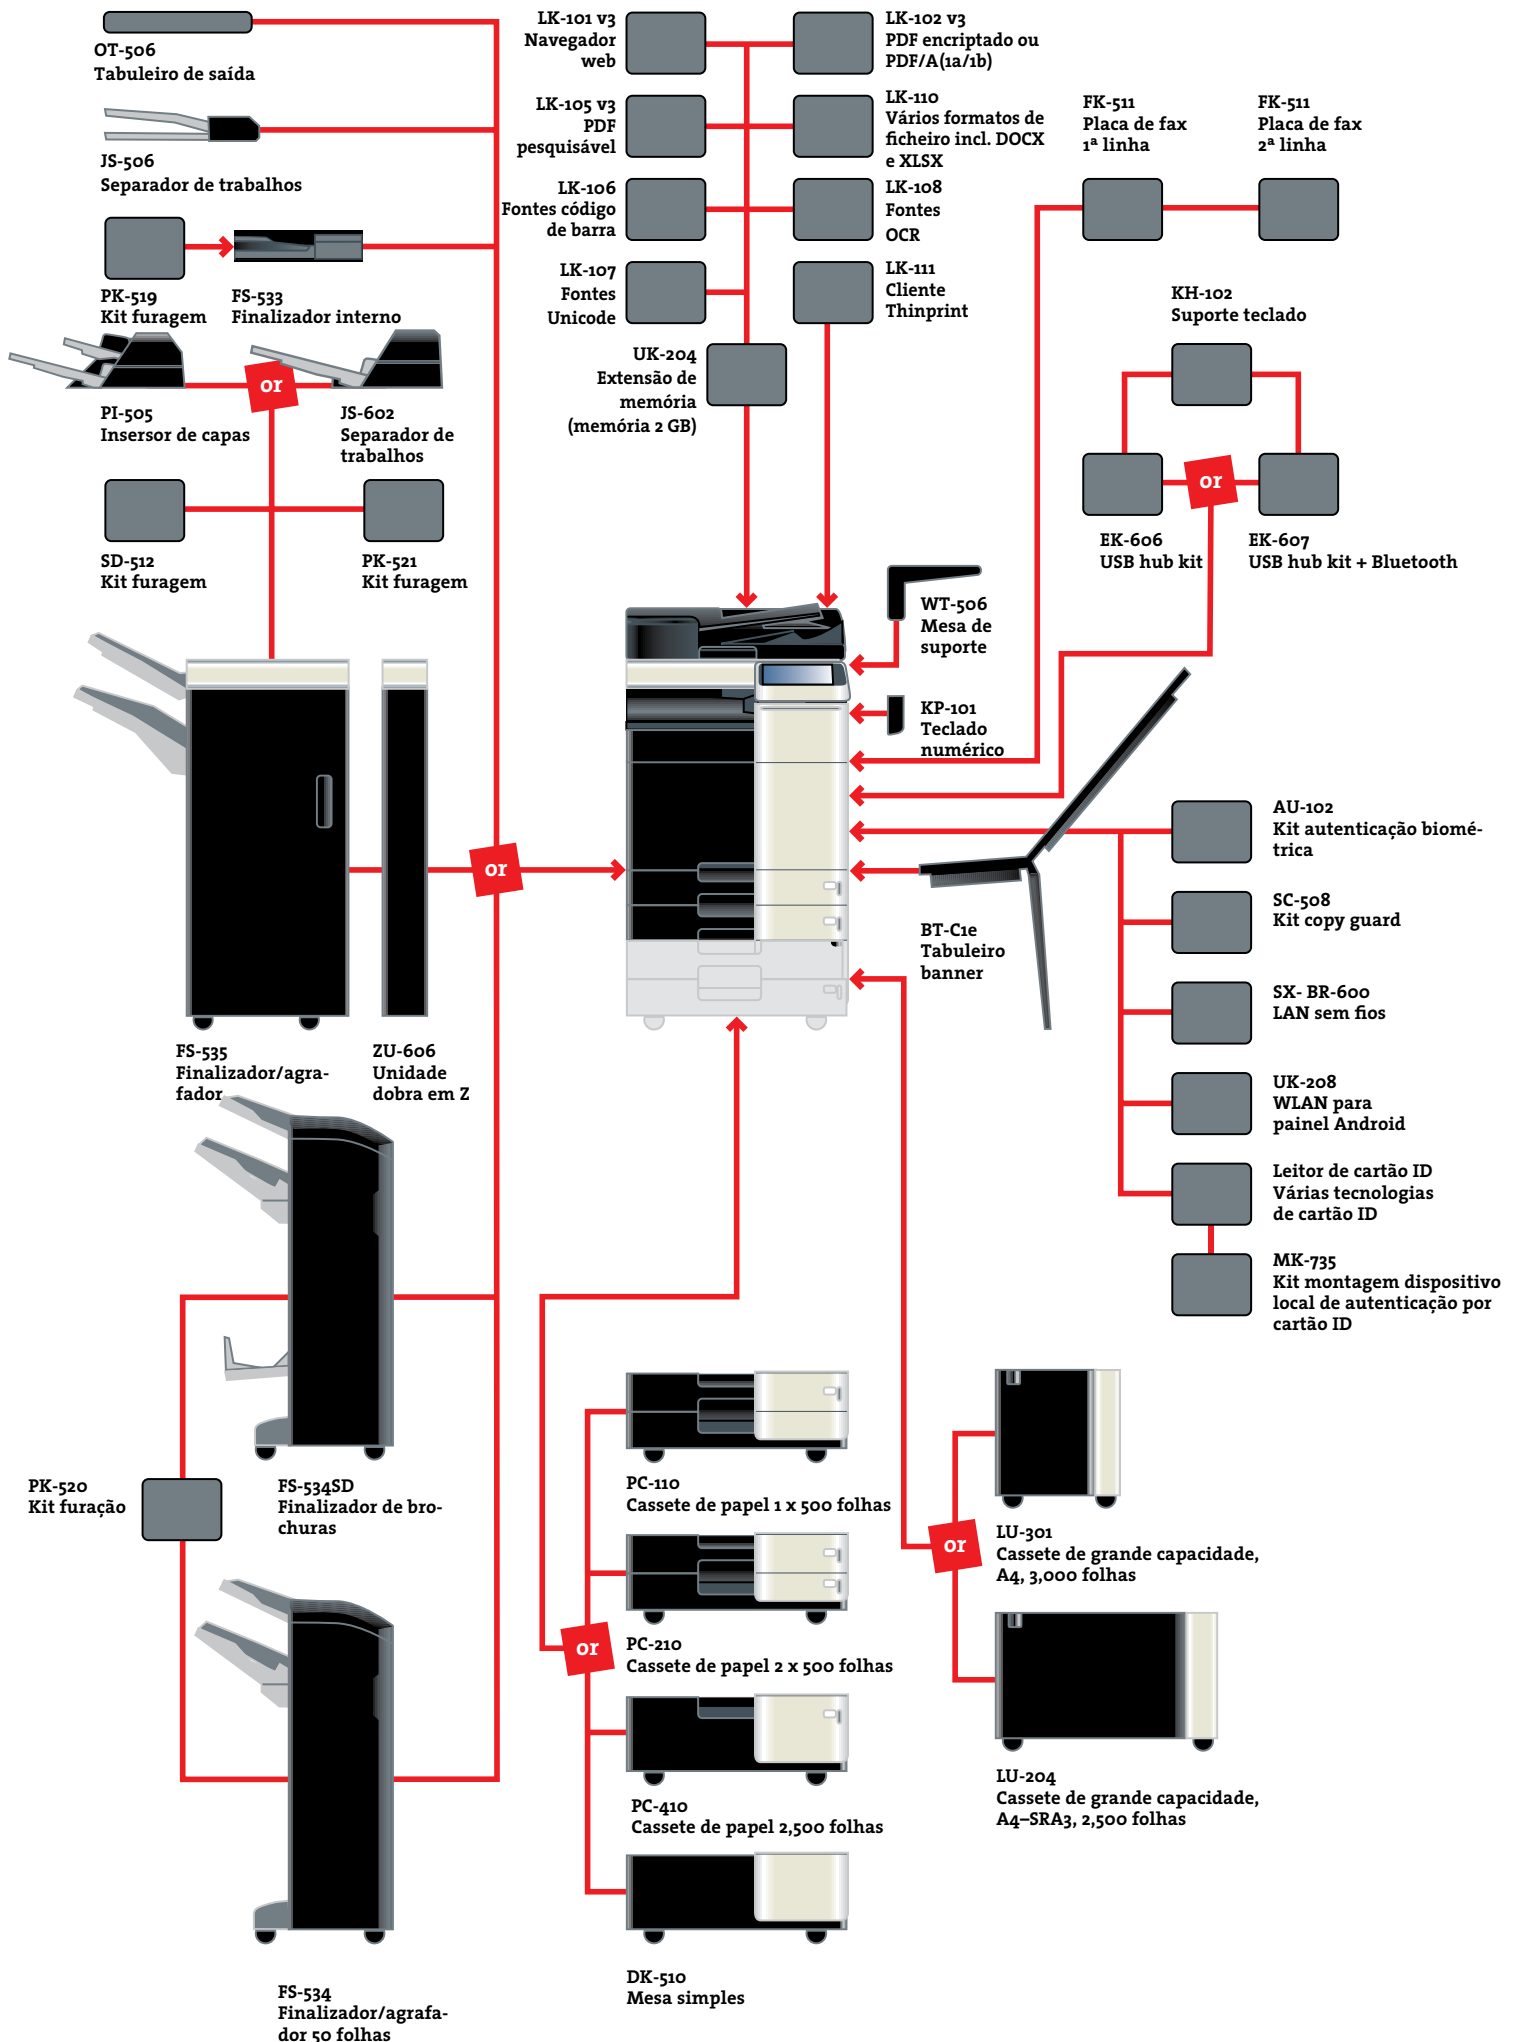 OT-506
Tabuleiro de saída
JS-506
Separador de trabalhos
PK-519
Kit furagem
FS-533
Finalizador interno
or
PI-505
Insersor de capas
JS-602
Separador de
trabalhos
SD-512
Kit furagem
PK-521
Kit furagem
LK-101 v3
Navegador
web
LK-102 v3
PDF encriptado ou
PDF/A(1a/1b)
LK-105 v3
PDF
pesquisável
LK-110
Vários formatos de
ficheiro incl. DOCX
e XLSX
LK-106
Fontes código
de barra
LK-108
Fontes
OCR
LK-107
Fontes
Unicode
LK-111
Cliente
Thinprint
UK-204
Extensão de
memória
(memória 2 GB)
FK-511
Placa de fax
1ª linha
FK-511
Placa de fax
2ª linha
KH-102
Suporte teclado
or
EK-606
USB hub kit
EK-607
USB hub kit + Bluetooth
WT-506
Mesa de
suporte
KP-101
Teclado
numérico
or
BT-C1e
Tabuleiro
banner
AU-102
Kit autenticação biomé-
trica
SC-508
Kit copy guard
SX- BR-600
LAN sem fios
UK-208
WLAN para
painel Android
Leitor de cartão ID
Várias tecnologias
de cartão ID
MK-735
Kit montagem dispositivo
local de autenticação por
cartão ID
FS-535
Finalizador/agra-
fador
ZU-606
Unidade
dobra em Z
PK-520
Kit furação
FS-534SD
Finalizador de bro-
churas
FS-534
Finalizador/agrafa-
dor 50 folhas
PC-110
Cassete de papel 1 x 500 folhas
or
PC-210
Cassete de papel 2 x 500 folhas
PC-410
Cassete de papel 2,500 folhas
DK-510
Mesa simples
or
LU-301
Cassete de grande capacidade,
A4, 3,000 folhas
LU-204
Cassete de grande capacidade,
A4–SRA3, 2,500 folhas